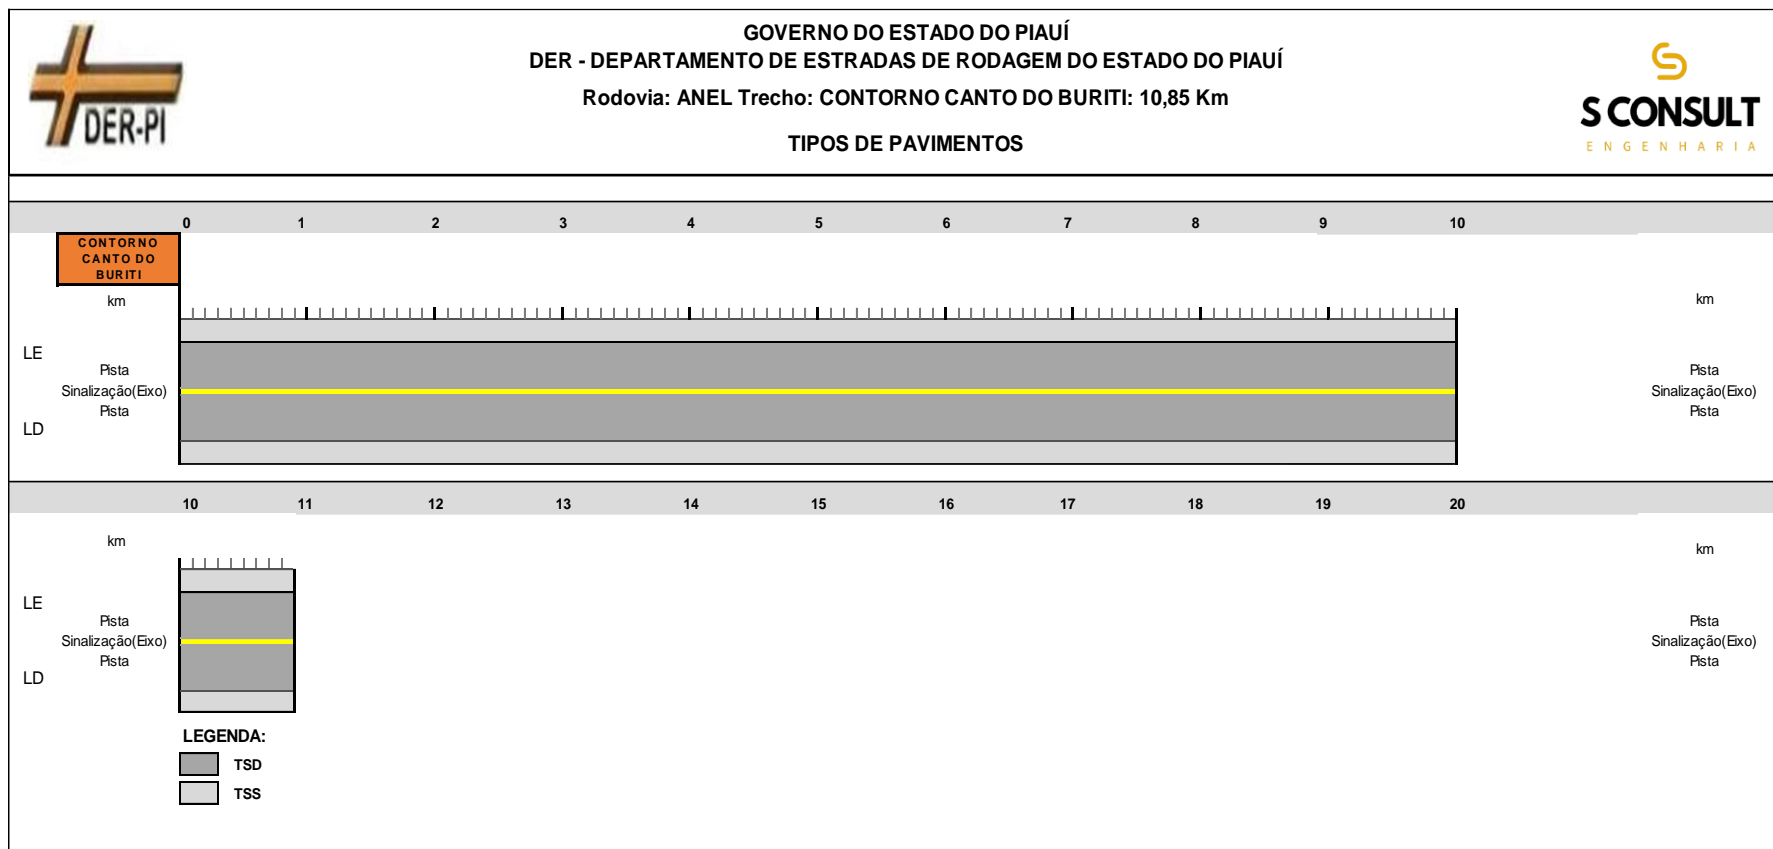 GOVERNO DO ESTADO DO PIAUÍ
DER - DEPARTAMENTO DE ESTRADAS DE RODAGEM DO ESTADO DO PIAUÍ
Rodovia: ANEL Trecho: CONTORNO CANTO DO BURITI: 10,85 Km
TIPOS DE PAVIMENTOS
DER-PI
S CONSULT
ENGENHARIA
0 1 2 3 4 5 6 7 8 9 10
CONTORNO
CANTO DO
BURITI
km km
LE
Pista Pista
Sinalização(Eixo) Sinalização(Eixo)
Pista Pista
LD
10 11 12 13 14 15 16 17 18 19 20
km km
LE
Pista Pista
Sinalização(Eixo) Sinalização(Eixo)
Pista Pista
LD
LEGENDA:
TSD
TSS